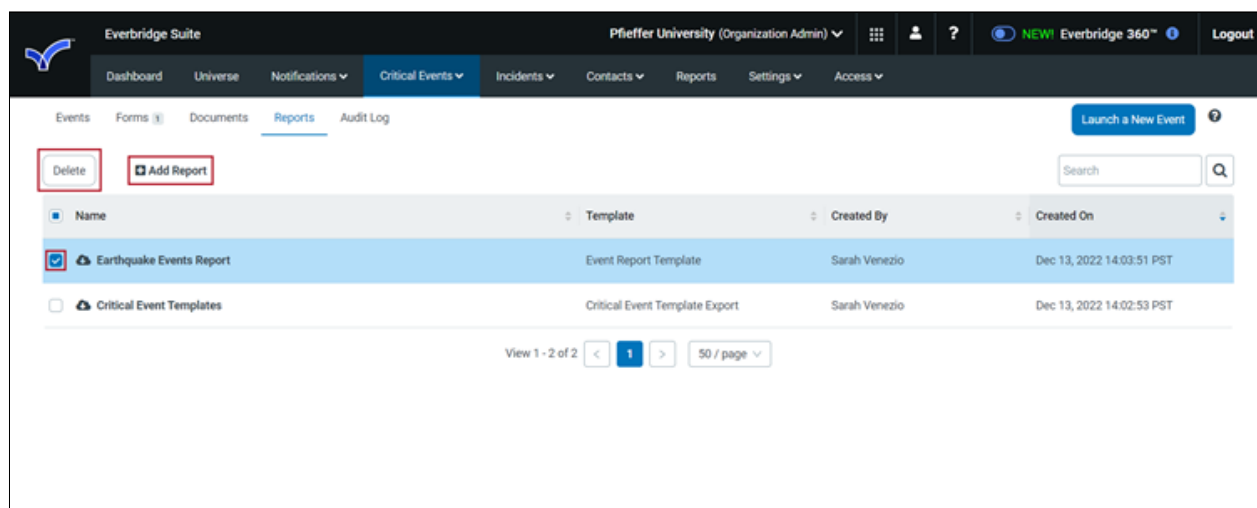 Everbridge Suite Pfieffer University (Organization Admin) ? NEW! Everbridge 360™ Logout
Dashboard Universe Notifications Critical Events Incidents Contacts Reports Settings Access
Events Forms 1 Documents Reports Audit Log Launch a New Event ?
Delete Add Report Search
Name Template Created By Created On
Earthquake Events Report Event Report Template Sarah Venezio Dec 13, 2022 14:03:51 PST
Critical Event Templates Critical Event Template Export Sarah Venezio Dec 13, 2022 14:02:53 PST
View 1 - 2 of 2 < 1 > 50 / page